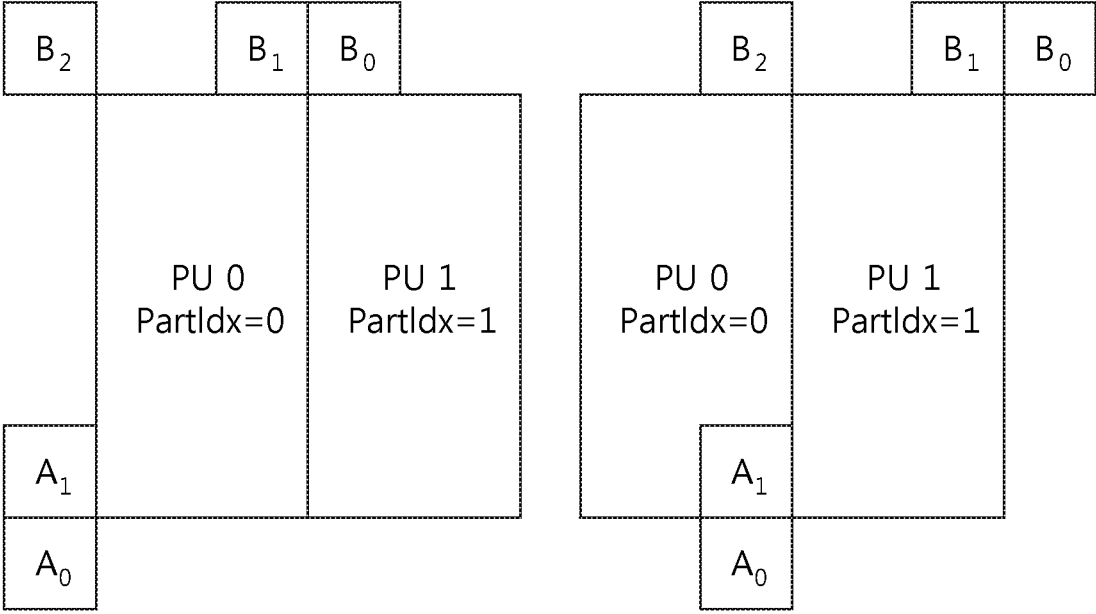 B₂ B₁ B₀ B₂ B₁ B₀
PU 0 PU 1 PU 0 PU 1
PartIdx=0 PartIdx=1 PartIdx=0 PartIdx=1
A₁ A₁
A₀ A₀